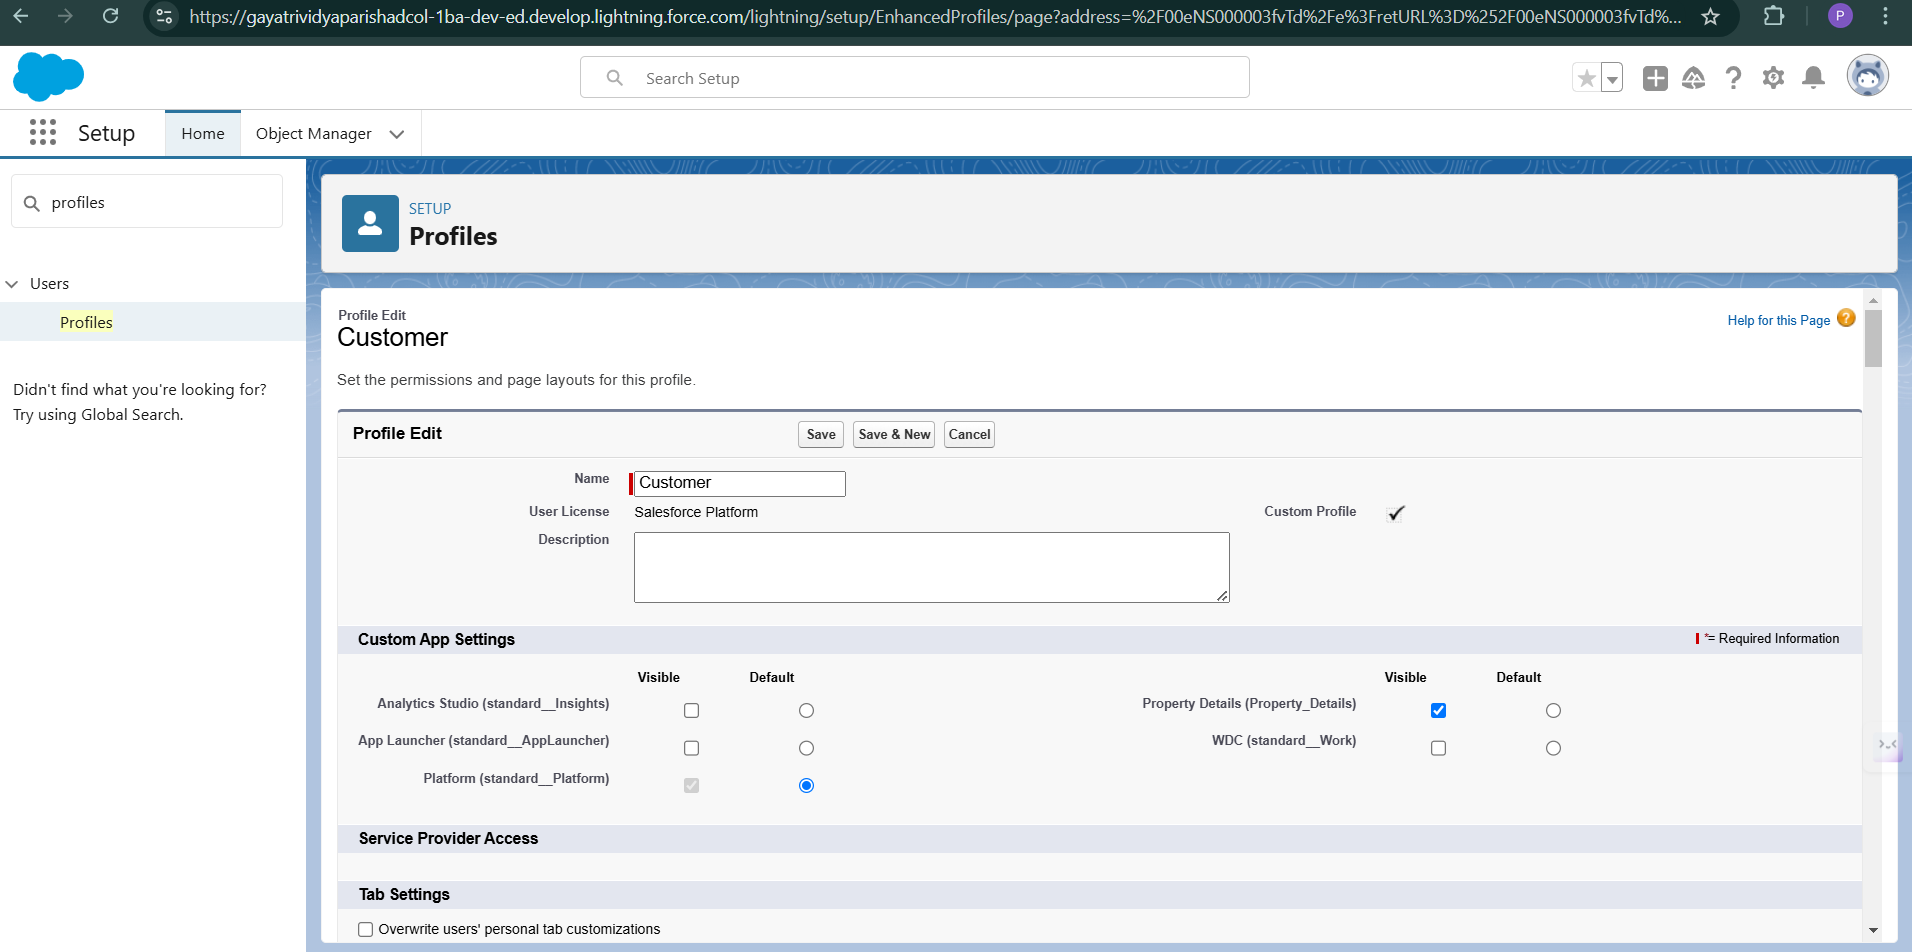 https://gayatrividyaparishadcol-1ba-dev-ed.develop.lightning.force.com/lightning/setup/EnhancedProfiles/page?address=%2F00eNS000003fvTd%2Fe%3FretURL%3D%252F00eNS000003fvTd%...
P
Search Setup
Setup
Home
Object Manager
profiles
Users
Profiles
Didn't find what you're looking for?
Try using Global Search.
SETUP
Profiles
Profile Edit
Customer
Help for this Page
?
Set the permissions and page layouts for this profile.
Profile Edit
Save
Save & New
Cancel
Name
Customer
User License
Salesforce Platform
Custom Profile
Description
Custom App Settings
*= Required Information
Visible
Default
Visible
Default
Analytics Studio (standard__Insights)
Property Details (Property_Details)
App Launcher (standard__AppLauncher)
WDC (standard__Work)
Platform (standard__Platform)
Service Provider Access
Tab Settings
Overwrite users' personal tab customizations